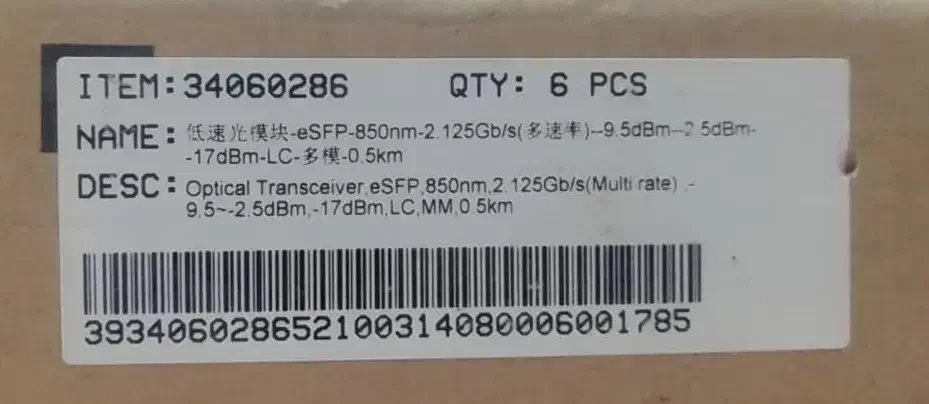 ITEM:34060286 QTY: 6 PCS
NAME: 低速光模块-eSFP-850nm-2.125Gb/s(多速率)--9.5dBm--2.5dBm-
-17dBm-LC-多模-0.5km
DESC: Optical Transceiver,eSFP,850nm,2.125Gb/s(Multi rate) ,-
9.5~-2.5dBm,-17dBm,LC,MM,0.5km
393406028652100314080006001785